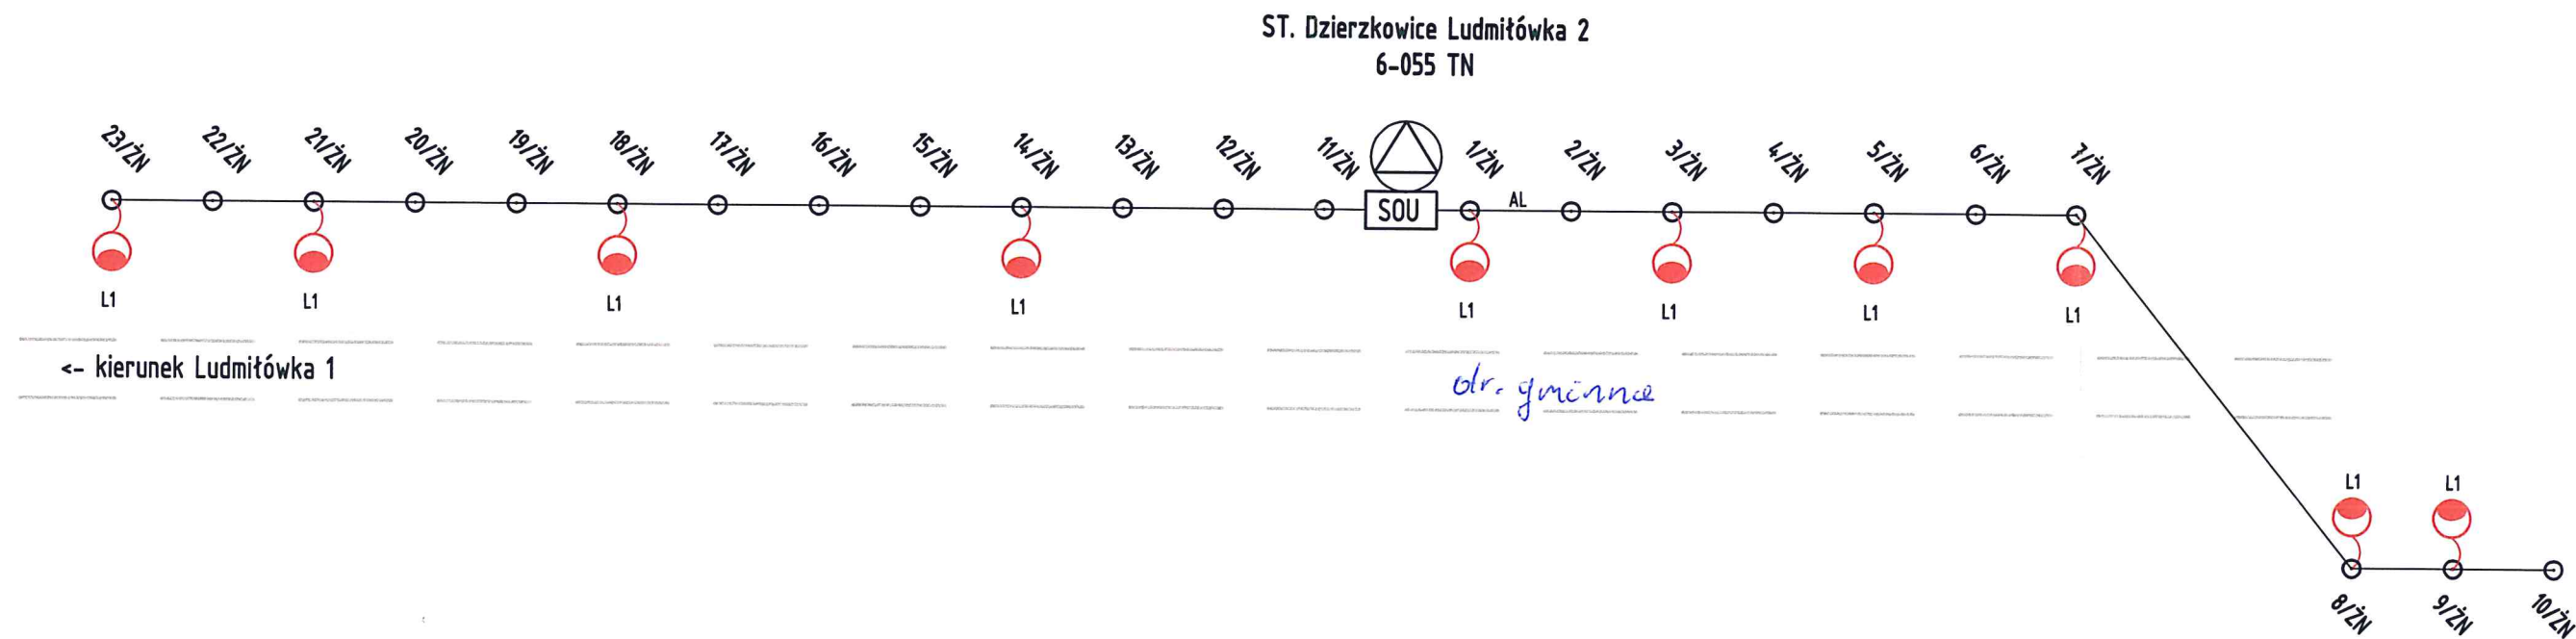 ST. Dzierzkowice Ludmiłówka 2
6-055 TN
23/ŻN 22/ŻN 21/ŻN 20/ŻN 19/ŻN 18/ŻN 17/ŻN 16/ŻN 15/ŻN 14/ŻN 13/ŻN 12/ŻN 11/ŻN 1/ŻN 2/ŻN 3/ŻN 4/ŻN 5/ŻN 6/ŻN 7/ŻN
SOU AL
L1 L1 L1 L1 L1 L1 L1 L1
<- kierunek Ludmiłówka 1
dr. gminna
L1 L1
8/ŻN 9/ŻN 10/ŻN